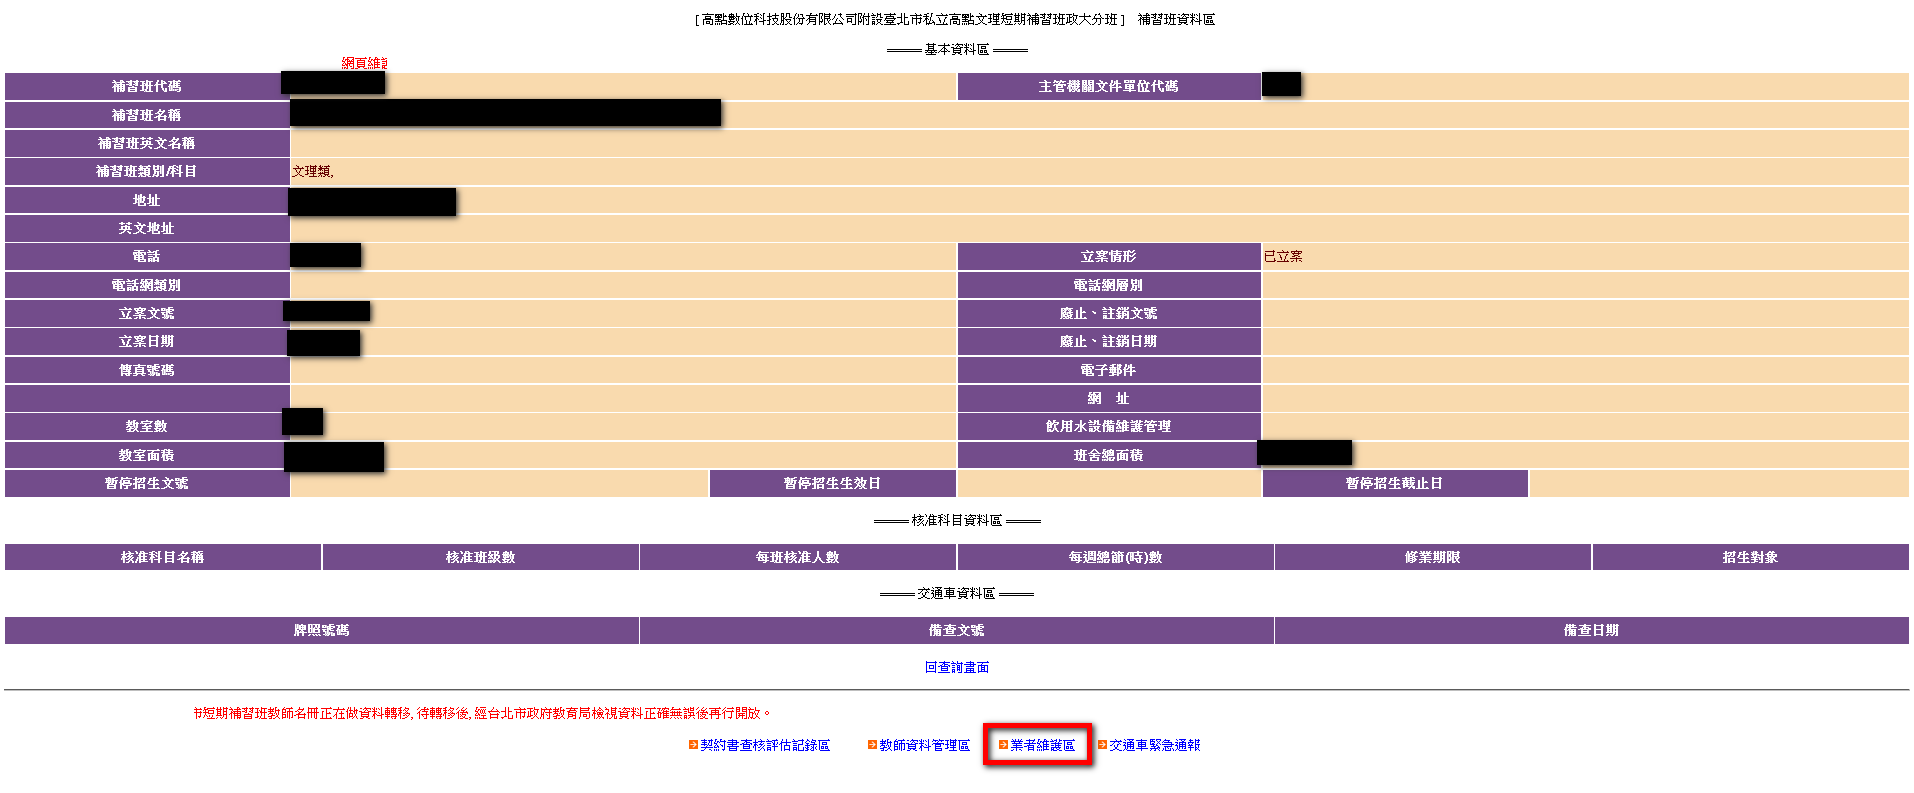 [ 高點數位科技股份有限公司附設臺北市私立高點文理短期補習班政大分班 ] 補習班資料區
═════ 基本資料區 ═════
網頁維
補習班代碼 主管機關文件單位代碼
補習班名稱
補習班英文名稱
補習班類別/科目 文理類,
地址
英文地址
電話 立案情形 已立案
電話網類別 電話網層別
立案文號 廢止、註銷文號
立案日期 廢止、註銷日期
傳真號碼 電子郵件
網 址
教室數 飲用水設備維護管理
教室面積 班舍總面積
暫停招生文號 暫停招生生效日 暫停招生截止日
═════ 核准科目資料區 ═════
核准科目名稱 核准班級數 每班核准人數 每週總節(時)數 修業期限 招生對象
═════ 交通車資料區 ═════
牌照號碼 備查文號 備查日期
回查詢畫面
市短期補習班教師名冊正在做資料轉移, 待轉移後, 經台北市政府教育局檢視資料正確無誤後再行開放。
契約書查核評估記錄區 教師資料管理區 業者維護區 交通車緊急通報